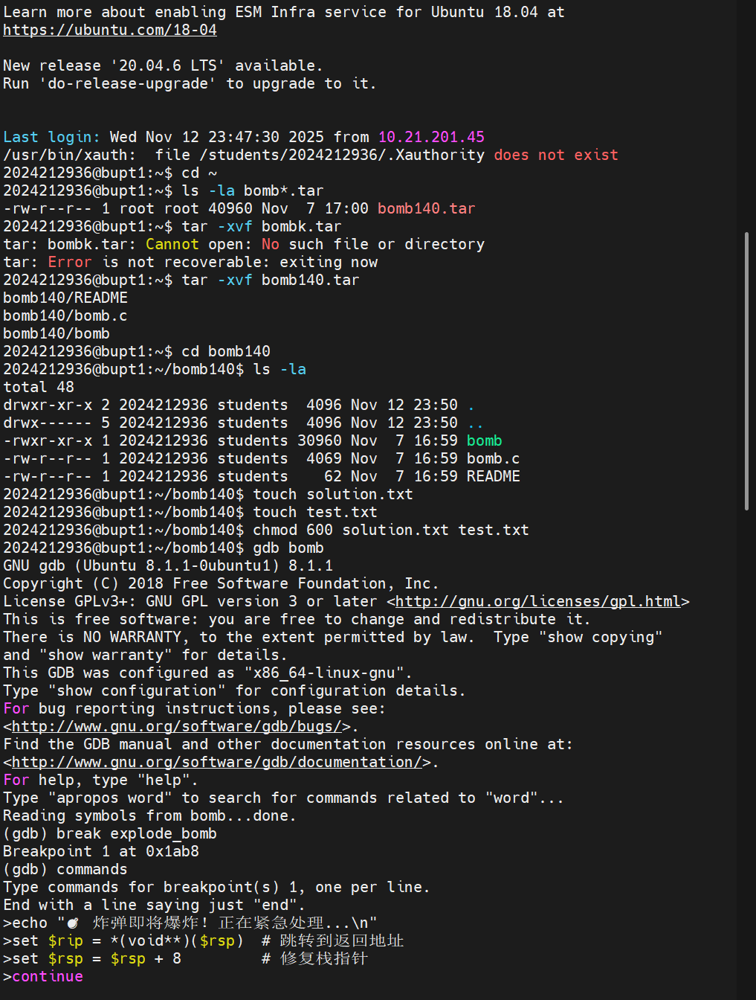 Learn more about enabling ESM Infra service for Ubuntu 18.04 at
https://ubuntu.com/18-04
New release '20.04.6 LTS' available.
Run 'do-release-upgrade' to upgrade to it.
Last login: Wed Nov 12 23:47:30 2025 from 10.21.201.45
/usr/bin/xauth:  file /students/2024212936/.Xauthority does not exist
2024212936@bupt1:~$ cd ~
2024212936@bupt1:~$ ls -la bomb*.tar
-rw-r--r-- 1 root root 40960 Nov  7 17:00 bomb140.tar
2024212936@bupt1:~$ tar -xvf bombk.tar
tar: bombk.tar: Cannot open: No such file or directory
tar: Error is not recoverable: exiting now
2024212936@bupt1:~$ tar -xvf bomb140.tar
bomb140/README
bomb140/bomb.c
bomb140/bomb
2024212936@bupt1:~$ cd bomb140
2024212936@bupt1:~/bomb140$ ls -la
total 48
drwxr-xr-x 2 2024212936 students  4096 Nov 12 23:50 .
drwx------ 5 2024212936 students  4096 Nov 12 23:50 ..
-rwxr-xr-x 1 2024212936 students 30960 Nov  7 16:59 bomb
-rw-r--r-- 1 2024212936 students  4069 Nov  7 16:59 bomb.c
-rw-r--r-- 1 2024212936 students    62 Nov  7 16:59 README
2024212936@bupt1:~/bomb140$ touch solution.txt
2024212936@bupt1:~/bomb140$ touch test.txt
2024212936@bupt1:~/bomb140$ chmod 600 solution.txt test.txt
2024212936@bupt1:~/bomb140$ gdb bomb
GNU gdb (Ubuntu 8.1.1-0ubuntu1) 8.1.1
Copyright (C) 2018 Free Software Foundation, Inc.
License GPLv3+: GNU GPL version 3 or later <http://gnu.org/licenses/gpl.html>
This is free software: you are free to change and redistribute it.
There is NO WARRANTY, to the extent permitted by law.  Type "show copying"
and "show warranty" for details.
This GDB was configured as "x86_64-linux-gnu".
Type "show configuration" for configuration details.
For bug reporting instructions, please see:
<http://www.gnu.org/software/gdb/bugs/>.
Find the GDB manual and other documentation resources online at:
<http://www.gnu.org/software/gdb/documentation/>.
For help, type "help".
Type "apropos word" to search for commands related to "word"...
Reading symbols from bomb...done.
(gdb) break explode_bomb
Breakpoint 1 at 0x1ab8
(gdb) commands
Type commands for breakpoint(s) 1, one per line.
End with a line saying just "end".
>echo "💣 炸弹即将爆炸！正在紧急处理...\n"
>set $rip = *(void**)($rsp)  # 跳转到返回地址
>set $rsp = $rsp + 8         # 修复栈指针
>continue